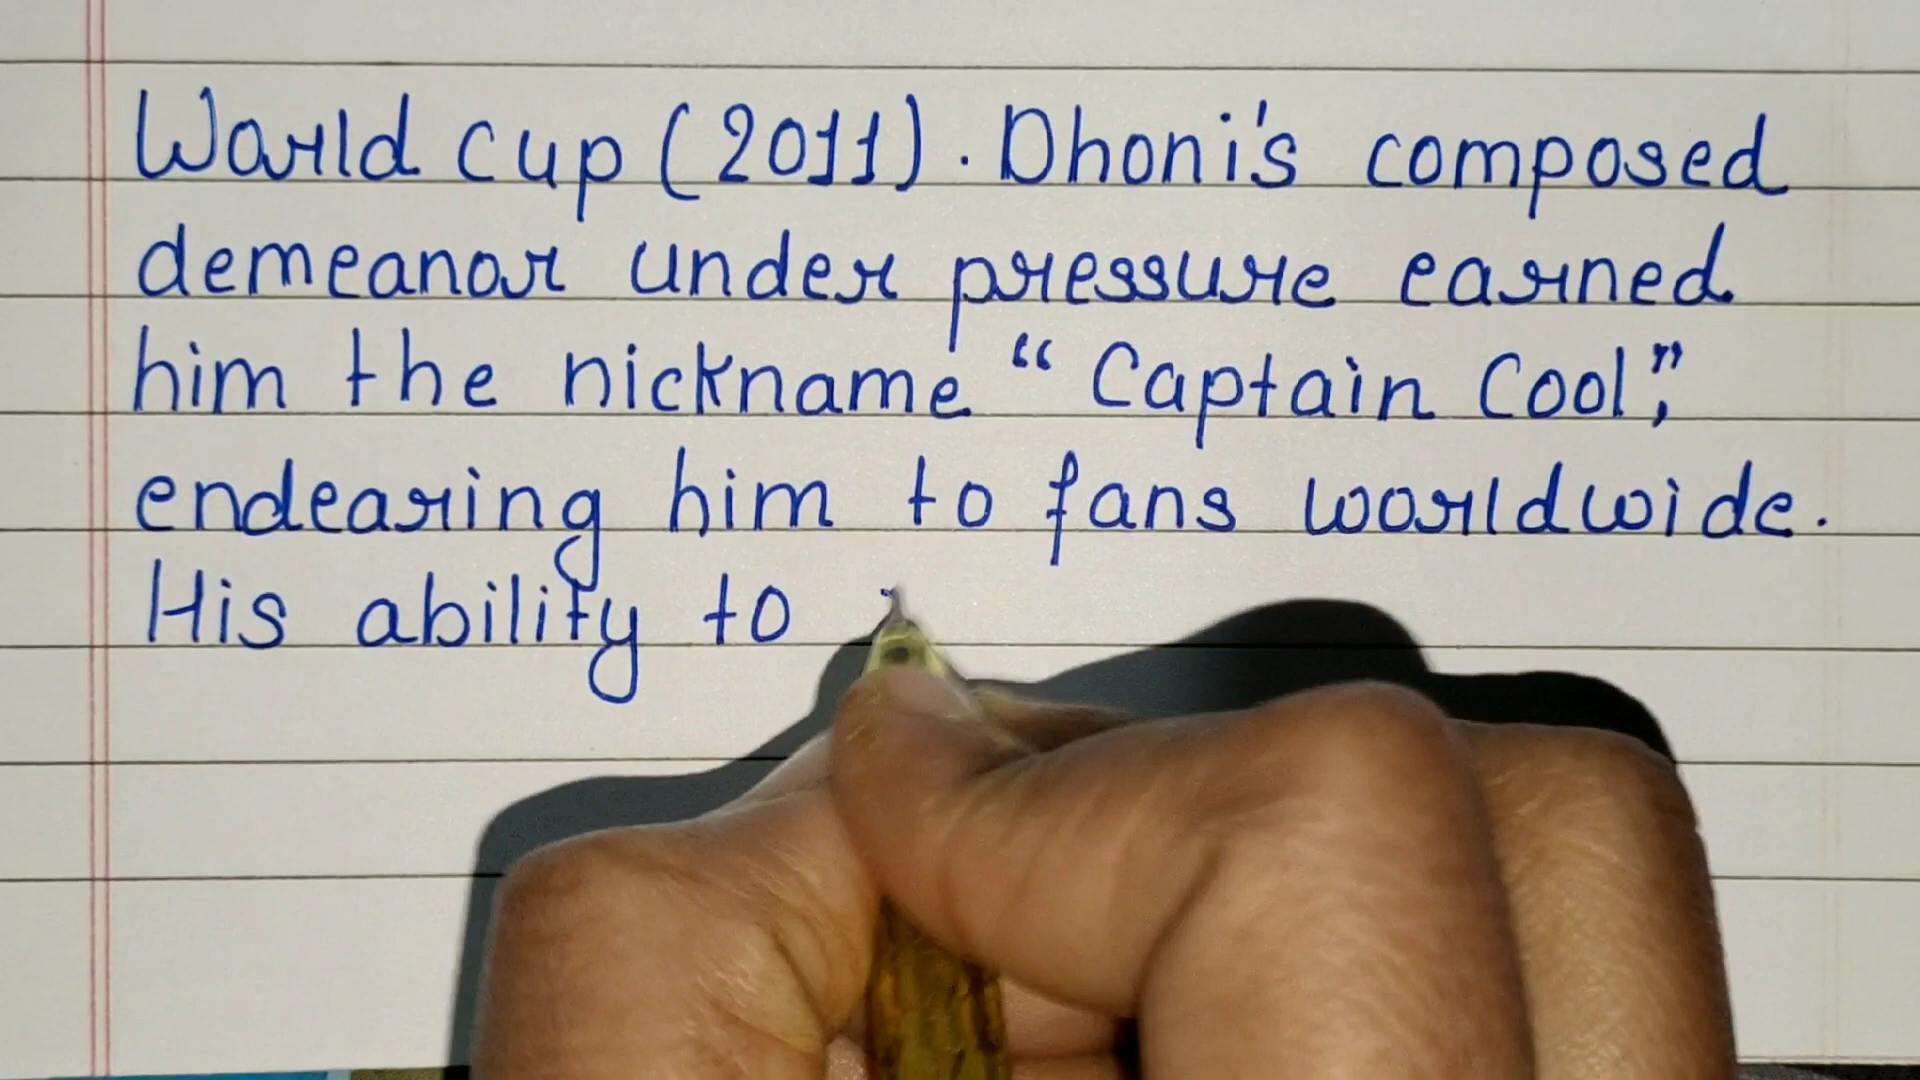 World cup (2011). Dhoni's composed
demeanor under pressure earned
him the nickname “Captain Cool”,
endearing him to fans worldwide.
His ability to